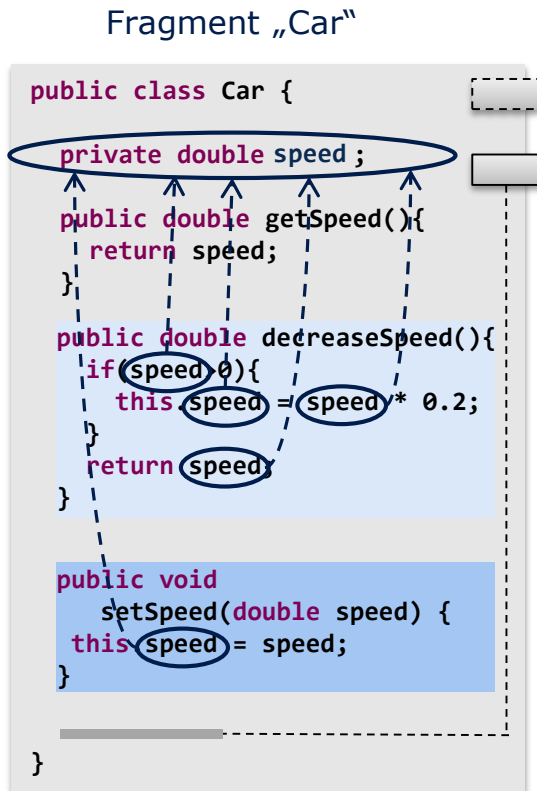 Fragment „Car“
public class Car {
private double speed ;
public double getSpeed(){
return speed;
}
public double decreaseSpeed(){
if(speed>0){
this.speed = speed * 0.2;
}
return speed;
}
public void
setSpeed(double speed) {
this.speed = speed;
}
}